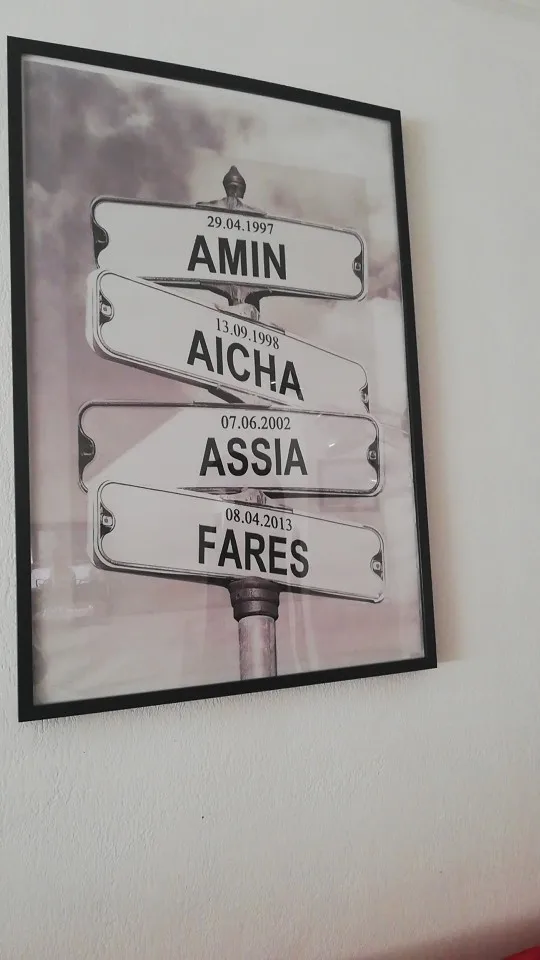 29.04.1997
AMIN
13.09.1998
AICHA
07.06.2002
ASSIA
08.04.2013
FARES